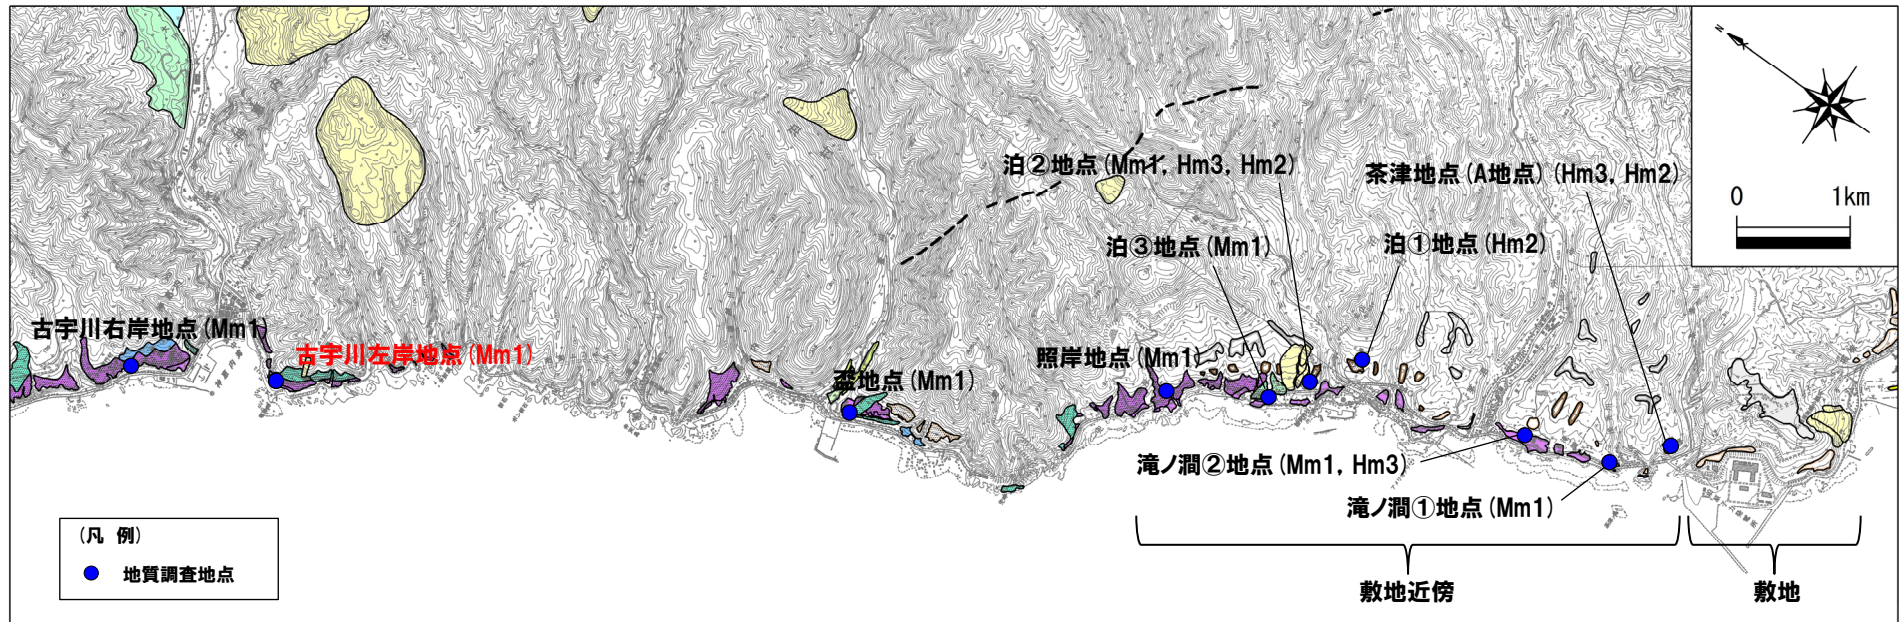 N
0 1km
泊②地点(Mm1, Hm3, Hm2)
茶津地点(A地点)(Hm3, Hm2)
泊③地点(Mm1)
泊①地点(Hm2)
古宇川右岸地点(Mm1)
古宇川左岸地点(Mm1)
盃地点(Mm1)
照岸地点(Mm1)
滝ノ澗②地点(Mm1, Hm3)
滝ノ澗①地点(Mm1)
(凡 例)
地質調査地点
敷地近傍
敷地